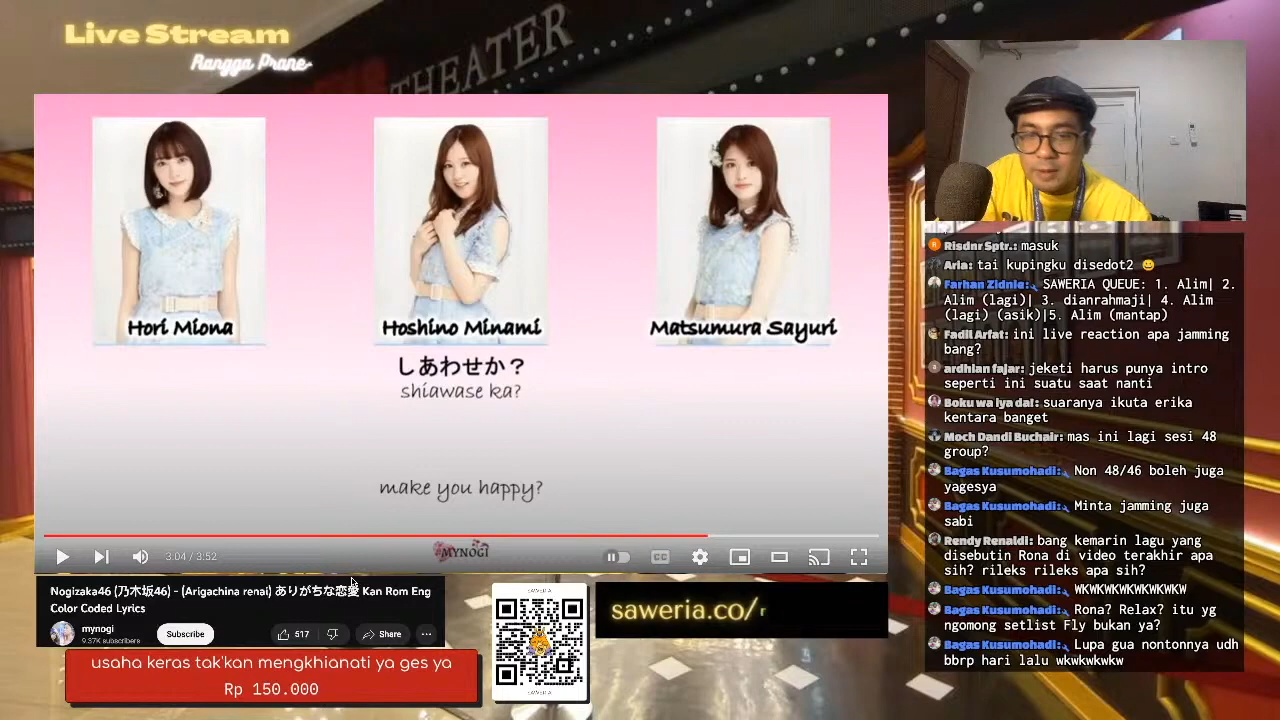 Live Stream
Rangga Prane
THEATER
Hori Miona
Hoshino Minami
Matsumura Sayuri
しあわせか？
shiawase ka?
make you happy?
MYNOGI
3:04 / 3:52
CC
Nogizaka46 (乃木坂46) - (Arigachina renai) ありがちな恋愛 Kan Rom Eng
Color Coded Lyrics
mynogi
9.37K subscribers
Subscribe
517
Share
usaha keras tak'kan mengkhianati ya ges ya
Rp 150.000
SAWERIA
SAWERIA
saweria.co/r
Risdnr Sptr.: masuk
Aria: tai kupingku disedot2 😀
Farhan Zidnie: SAWERIA QUEUE: 1. Alim| 2.
Alim (lagi)| 3. dianrahmaji| 4. Alim
(lagi) (asik)|5. Alim (mantap)
Fadil Arfat: ini live reaction apa jamming
bang?
ardhian fajar: jeketi harus punya intro
seperti ini suatu saat nanti
Boku wa iya da!: suaranya ikuta erika
kentara banget
Moch Dandi Buchair: mas ini lagi sesi 48
group?
Bagas Kusumohadi: Non 48/46 boleh juga
yagesya
Bagas Kusumohadi: Minta jamming juga
sabi
Rendy Renaldi: bang kemarin lagu yang
disebutin Rona di video terakhir apa
sih? rileks rileks apa sih?
Bagas Kusumohadi: WKWKWKWKWKWKWKW
Bagas Kusumohadi: Rona? Relax? itu yg
ngomong setlist Fly bukan ya?
Bagas Kusumohadi: Lupa gua nontonnya udh
bbrp hari lalu wkwkwkwkw